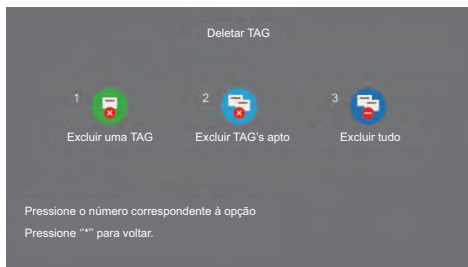 Deletar TAG
1 2 3
Excluir uma TAG Excluir TAG's apto Excluir tudo
Pressione o número correspondente à opção
Pressione "*" para voltar.